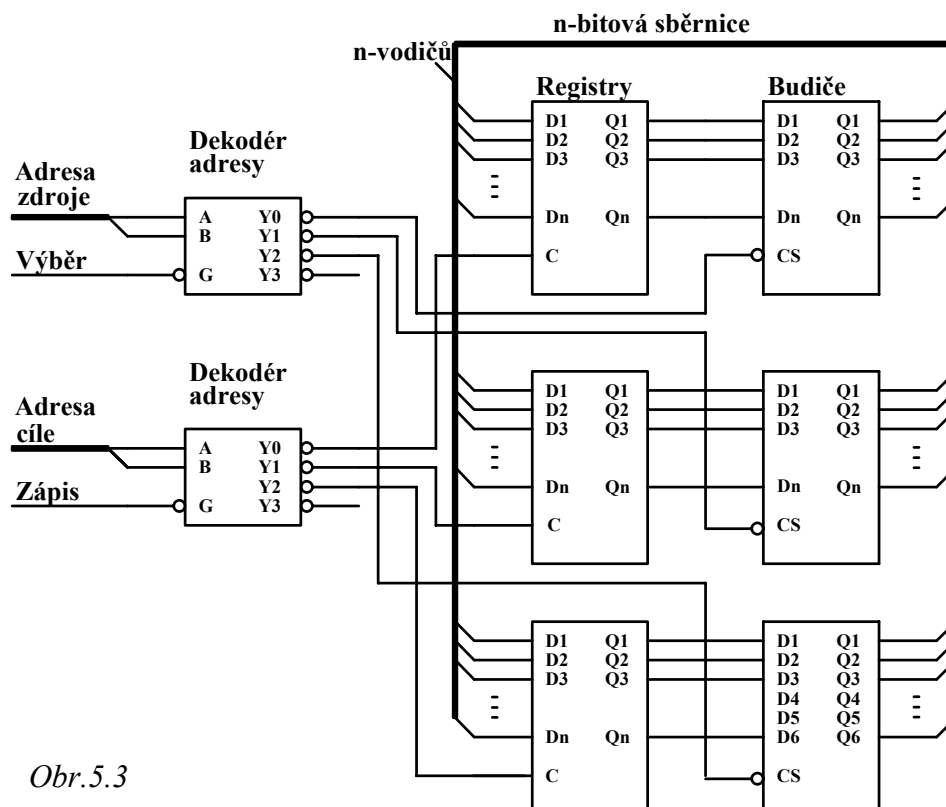 n-bitová sběrnice
n-vodičů
Registry
Budiče
D1 Q1
D2 Q2
D3 Q3
Dn Qn
C
D1 Q1
D2 Q2
D3 Q3
Dn Qn
CS
Dekodér
adresy
Adresa
zdroje
Výběr
A Y0
B Y1
Y2
G Y3
Dekodér
adresy
Adresa
cíle
Zápis
A Y0
B Y1
Y2
G Y3
D1 Q1
D2 Q2
D3 Q3
Dn Qn
C
D1 Q1
D2 Q2
D3 Q3
Dn Qn
CS
D1 Q1
D2 Q2
D3 Q3
Dn Qn
C
D1 Q1
D2 Q2
D3 Q3
D4 Q4
D5 Q5
D6 Q6
CS
Obr.5.3